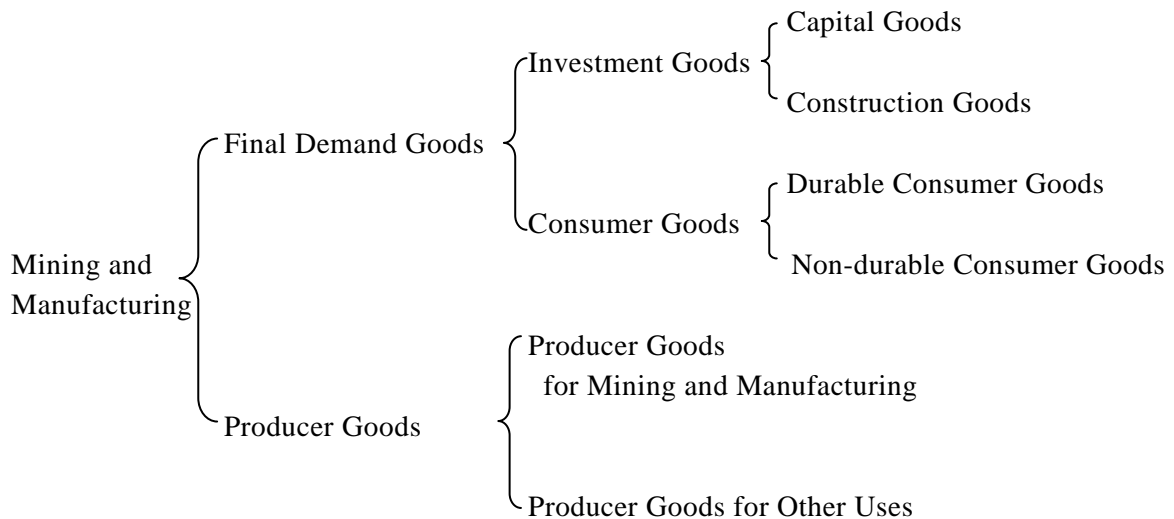 Capital Goods
Investment Goods
Construction Goods
Final Demand Goods
Durable Consumer Goods
Consumer Goods
Non-durable Consumer Goods
Mining and
Manufacturing
Producer Goods
for Mining and Manufacturing
Producer Goods
Producer Goods for Other Uses